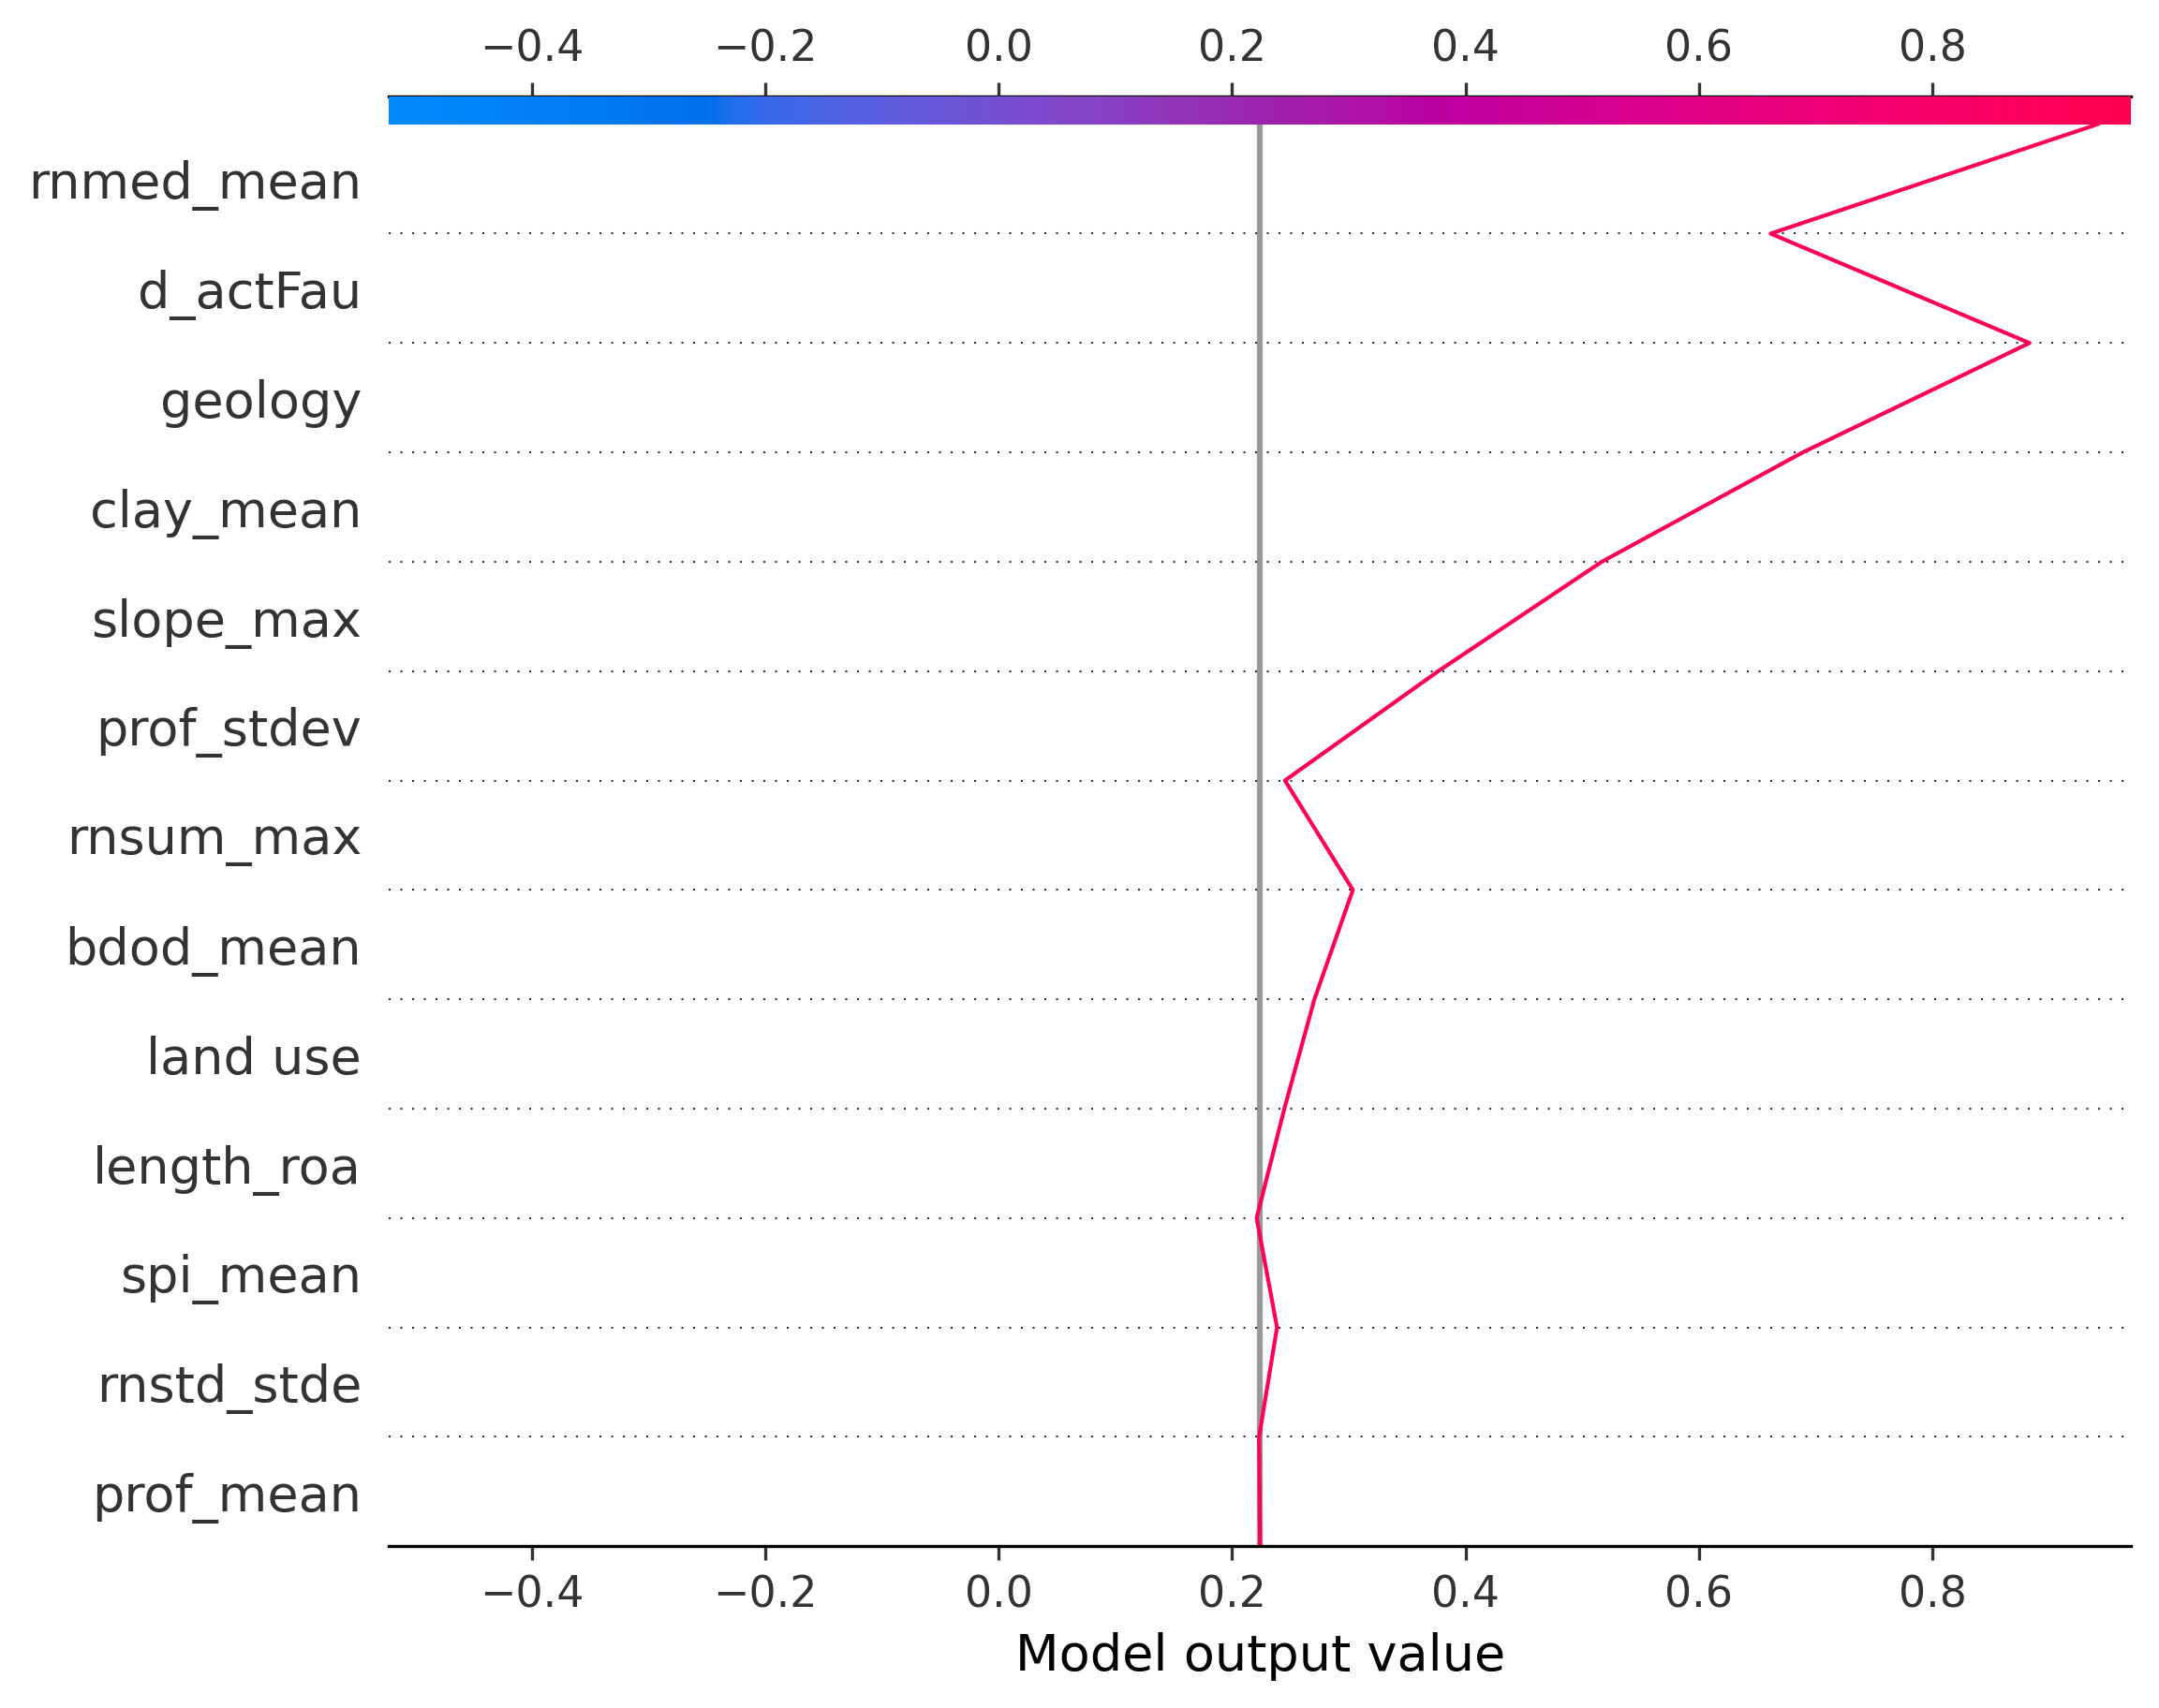 −0.4 −0.2 0.0 0.2 0.4 0.6 0.8
rnmed_mean
d_actFau
geology
clay_mean
slope_max
prof_stdev
rnsum_max
bdod_mean
land use
length_roa
spi_mean
rnstd_stde
prof_mean
−0.4 −0.2 0.0 0.2 0.4 0.6 0.8
Model output value